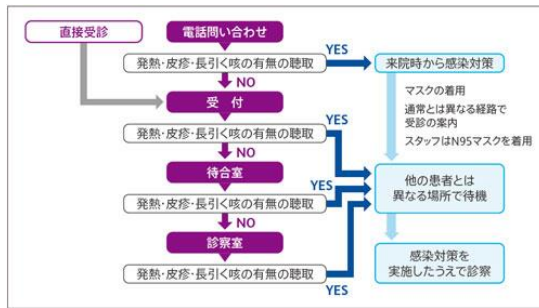 直接受診
電話問い合わせ
発熱・皮疹・長引く咳の有無の聴取
YES
来院時から感染対策
NO
マスクの着用
通常とは異なる経路で
受診の案内
スタッフはN95マスクを着用
受 付
発熱・皮疹・長引く咳の有無の聴取
YES
NO
待合室
発熱・皮疹・長引く咳の有無の聴取
YES
他の患者とは
異なる場所で待機
NO
診察室
発熱・皮疹・長引く咳の有無の聴取
YES
感染対策を
実施したうえで診察